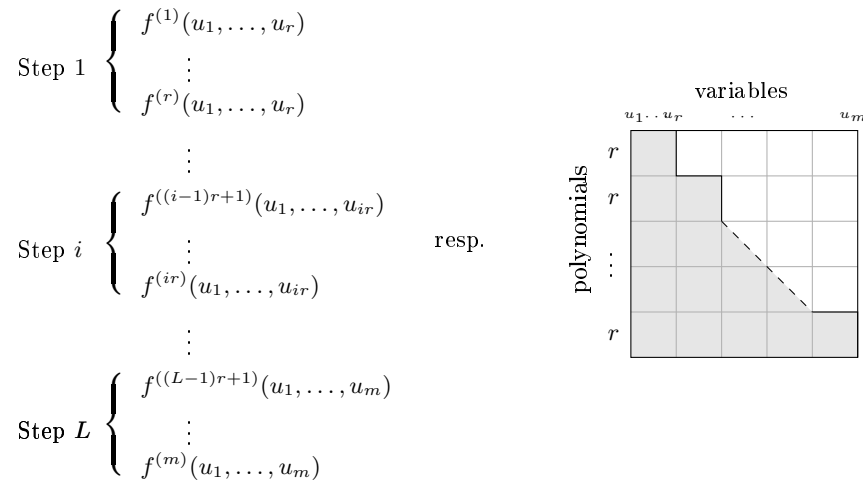 Step 1
f^{(1)}(u_1, . . . , u_r)
⋮
f^{(r)}(u_1, . . . , u_r)
⋮
Step i
f^{((i−1)r+1)}(u_1, . . . , u_{ir})
⋮
f^{(ir)}(u_1, . . . , u_{ir})
⋮
Step L
f^{((L−1)r+1)}(u_1, . . . , u_m)
⋮
f^{(m)}(u_1, . . . , u_m)
resp.
variables
u_1 . . u_r . . . u_m
polynomials
r
r
⋮
r